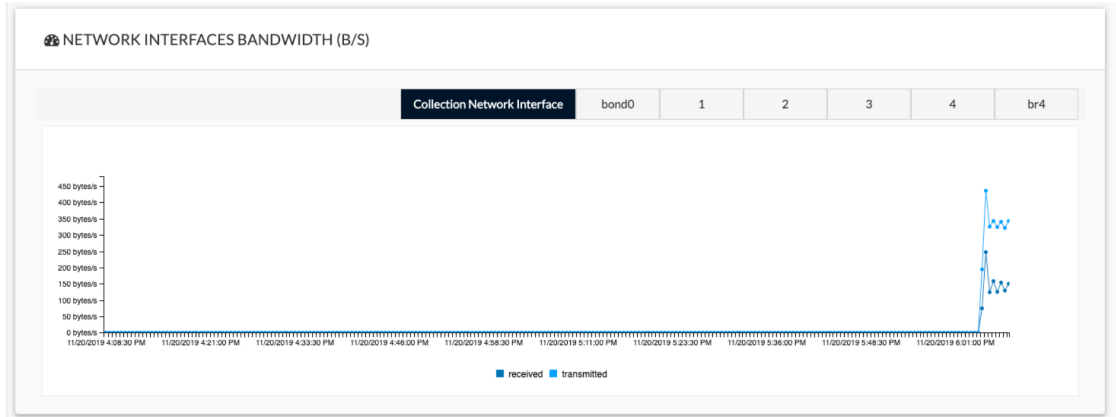 NETWORK INTERFACES BANDWIDTH (B/S)
Collection Network Interface bond0 1 2 3 4 br4
450 bytes/s
400 bytes/s
350 bytes/s
300 bytes/s
250 bytes/s
200 bytes/s
150 bytes/s
100 bytes/s
50 bytes/s
0 bytes/s
11/20/2019 4:08:30 PM 11/20/2019 4:21:00 PM 11/20/2019 4:33:30 PM 11/20/2019 4:46:00 PM 11/20/2019 4:58:30 PM 11/20/2019 5:11:00 PM 11/20/2019 5:23:30 PM 11/20/2019 5:36:00 PM 11/20/2019 5:48:30 PM 11/20/2019 6:01:00 PM
received transmitted